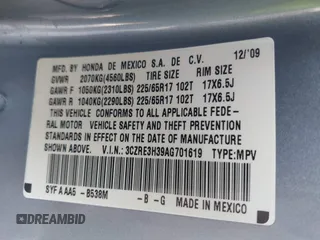 MFD. BY HONDA DE MEXICO S.A. DE C.V. 12/'09
GVWR 2070KG(4560LBS) TIRE SIZE RIM SIZE
GAWR F 1050KG(2310LBS) 225/65R17 102T 17X6.5J
GAWR R 1040KG(2290LBS) 225/65R17 102T 17X6.5J
THIS VEHICLE CONFORMS TO ALL APPLICABLE FEDE-
RAL MOTOR VEHICLE SAFETY AND THEFT PREVENTION
STANDARDS IN EFFECT ON THE DATE OF MANUFACTURE
SHOWN ABOVE. 3CZRE3H39AG701619 TYPE:MPV
SYF A AA5 - B538M - B - G MADE IN MEXICO
DREAMBID